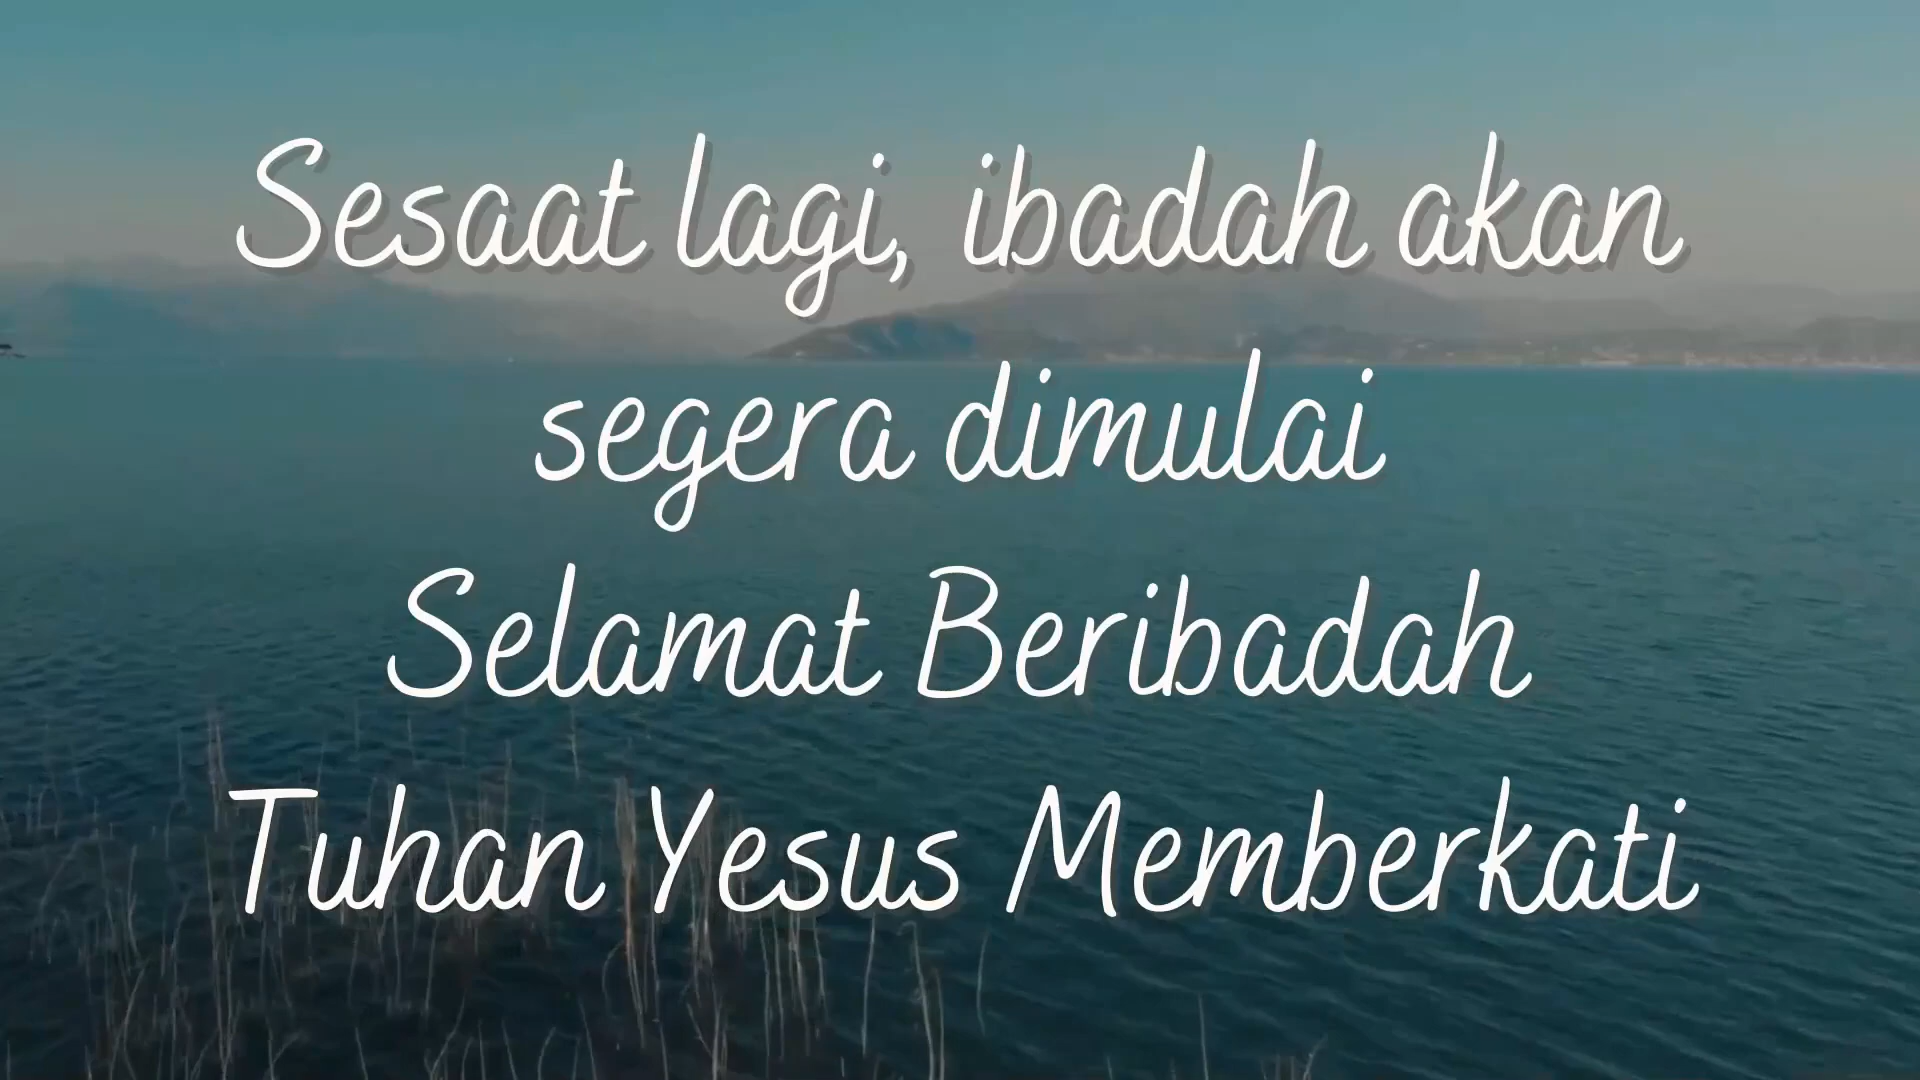 Sesaat lagi, ibadah akan
segera dimulai
Selamat Beribadah
Tuhan Yesus Memberkati